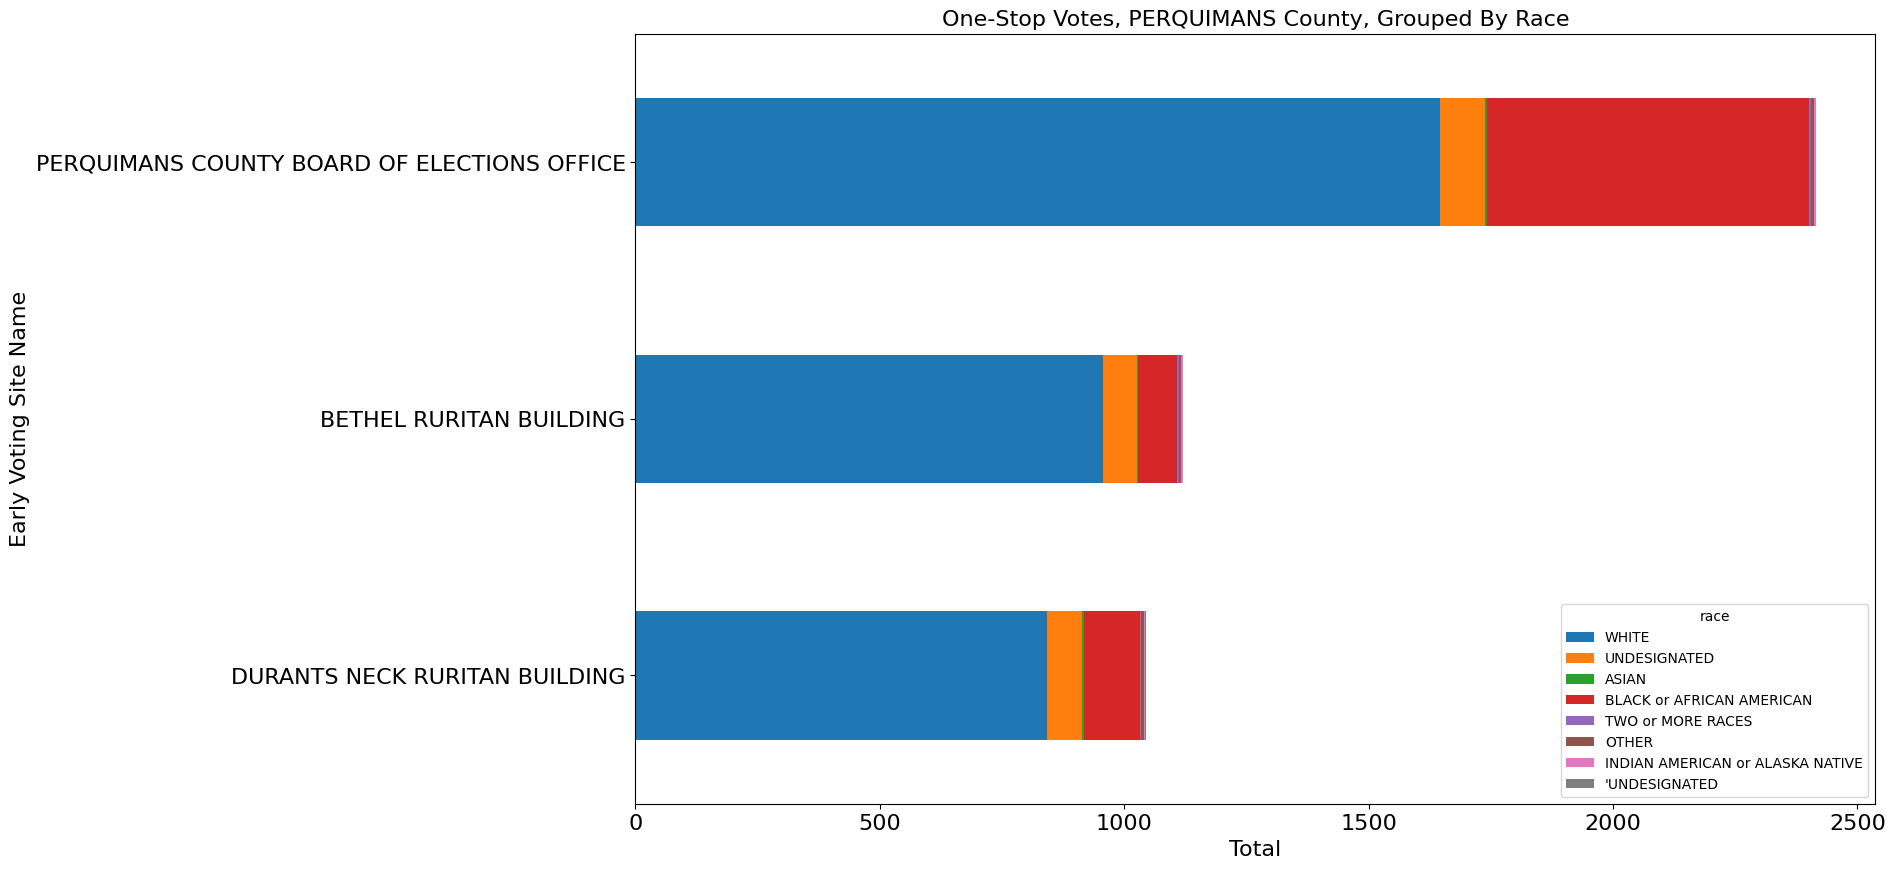 One-Stop Votes, PERQUIMANS County, Grouped By Race
Early Voting Site Name
PERQUIMANS COUNTY BOARD OF ELECTIONS OFFICE
BETHEL RURITAN BUILDING
DURANTS NECK RURITAN BUILDING
race
WHITE
UNDESIGNATED
ASIAN
BLACK or AFRICAN AMERICAN
TWO or MORE RACES
OTHER
INDIAN AMERICAN or ALASKA NATIVE
'UNDESIGNATED
0 500 1000 1500 2000 2500
Total